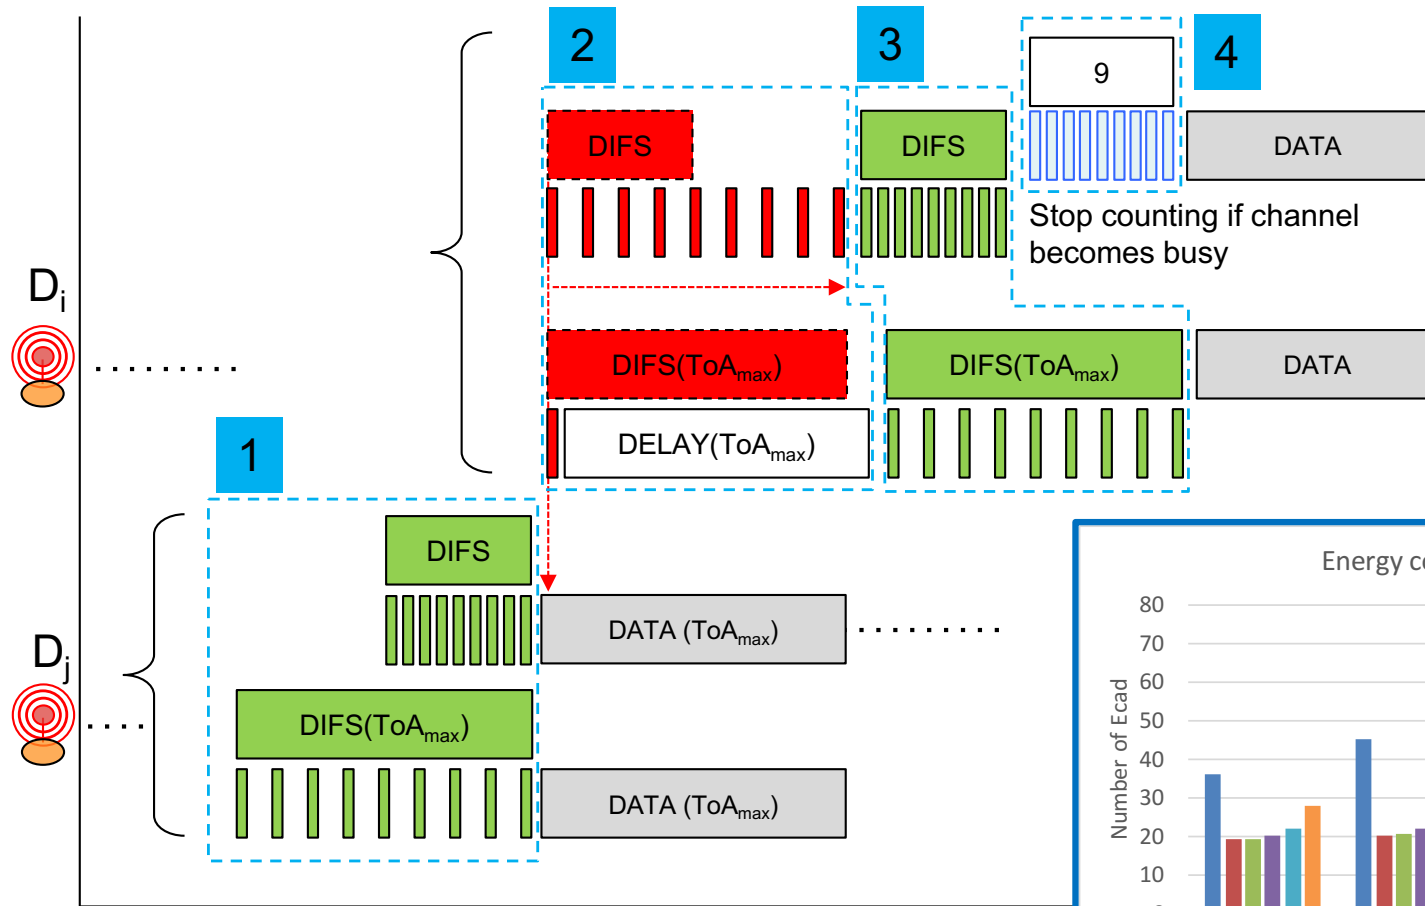 2
3
9
4
DIFS
DIFS
DATA
Stop counting if channel
becomes busy
Di
DIFS(ToAmax)
DIFS(ToAmax)
DATA
DELAY(ToAmax)
1
DIFS
DATA (ToAmax)
Dj
DIFS(ToAmax)
DATA (ToAmax)
Number of Ecad
80
70
60
50
40
30
20
10
Energy